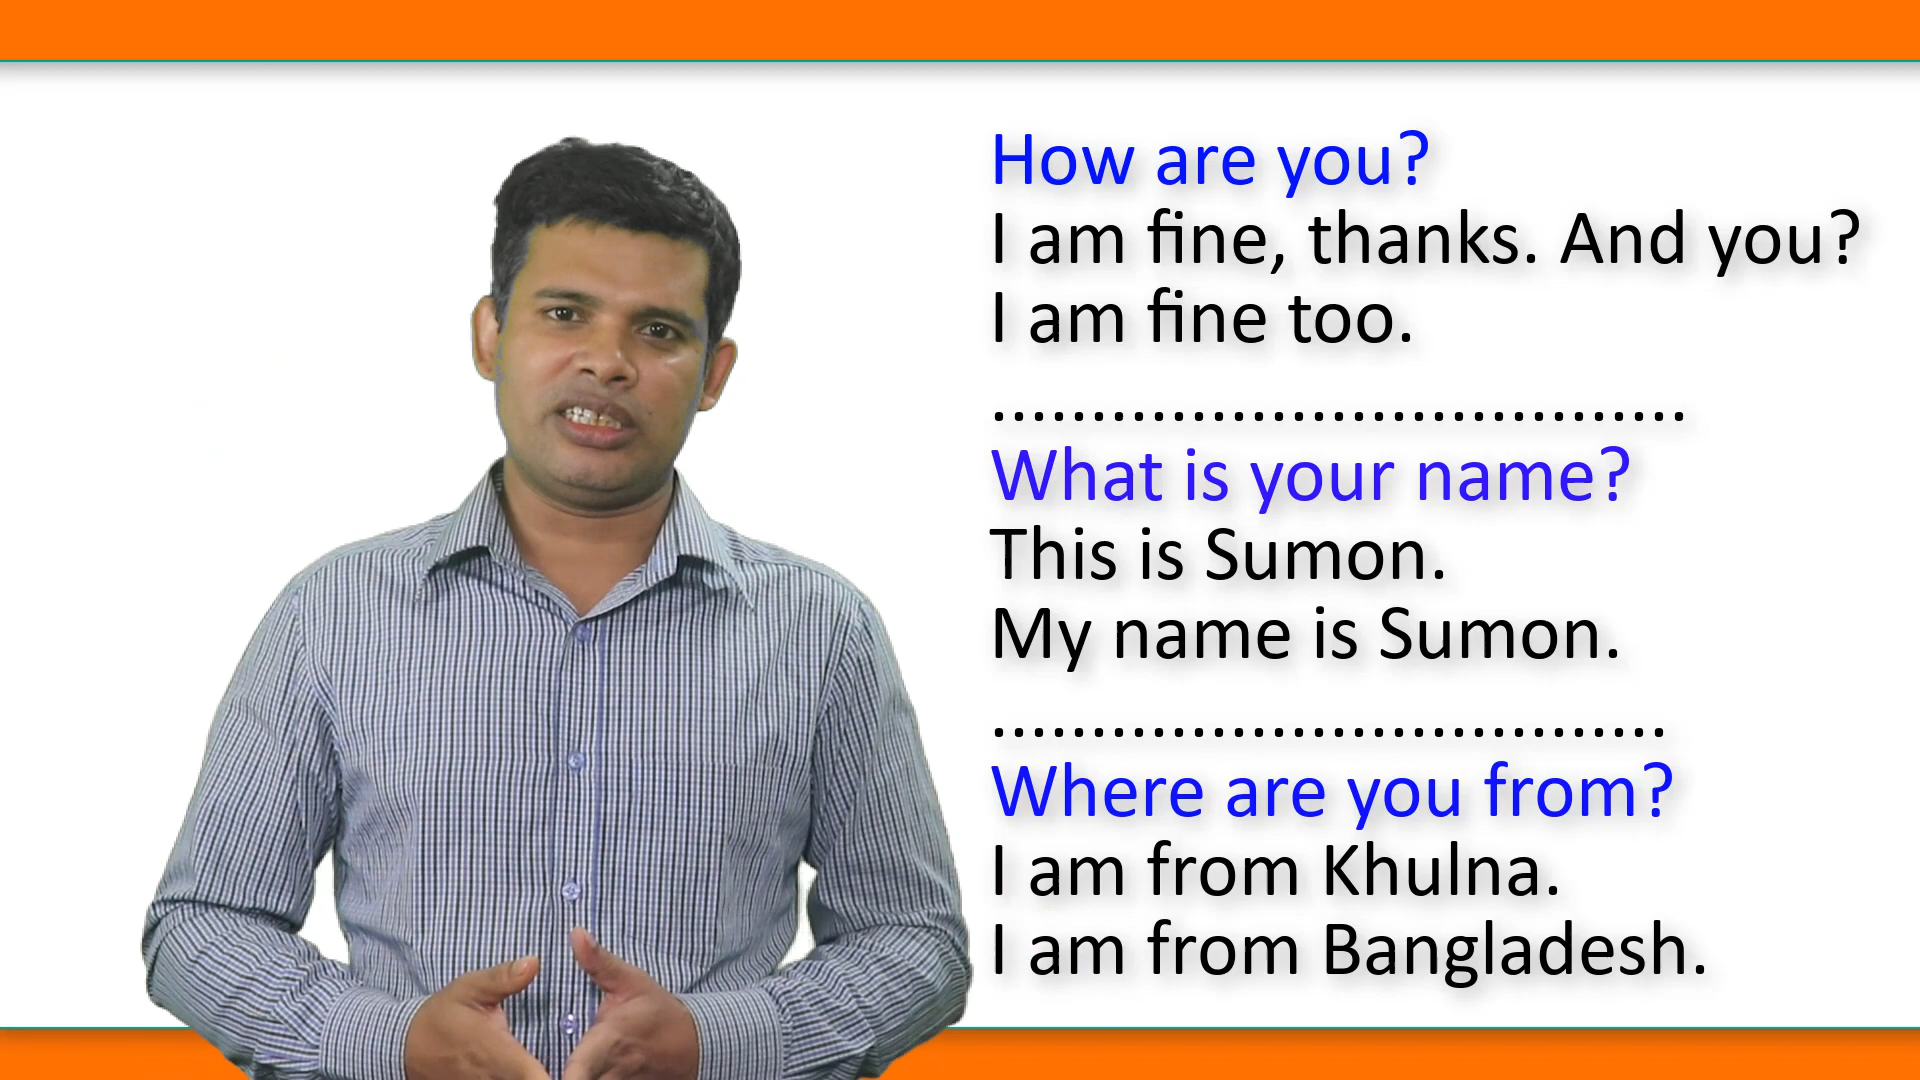 How are you?
I am fine, thanks. And you?
I am fine too.
...................................
What is your name?
This is Sumon.
My name is Sumon.
..................................
Where are you from?
I am from Khulna.
I am from Bangladesh.